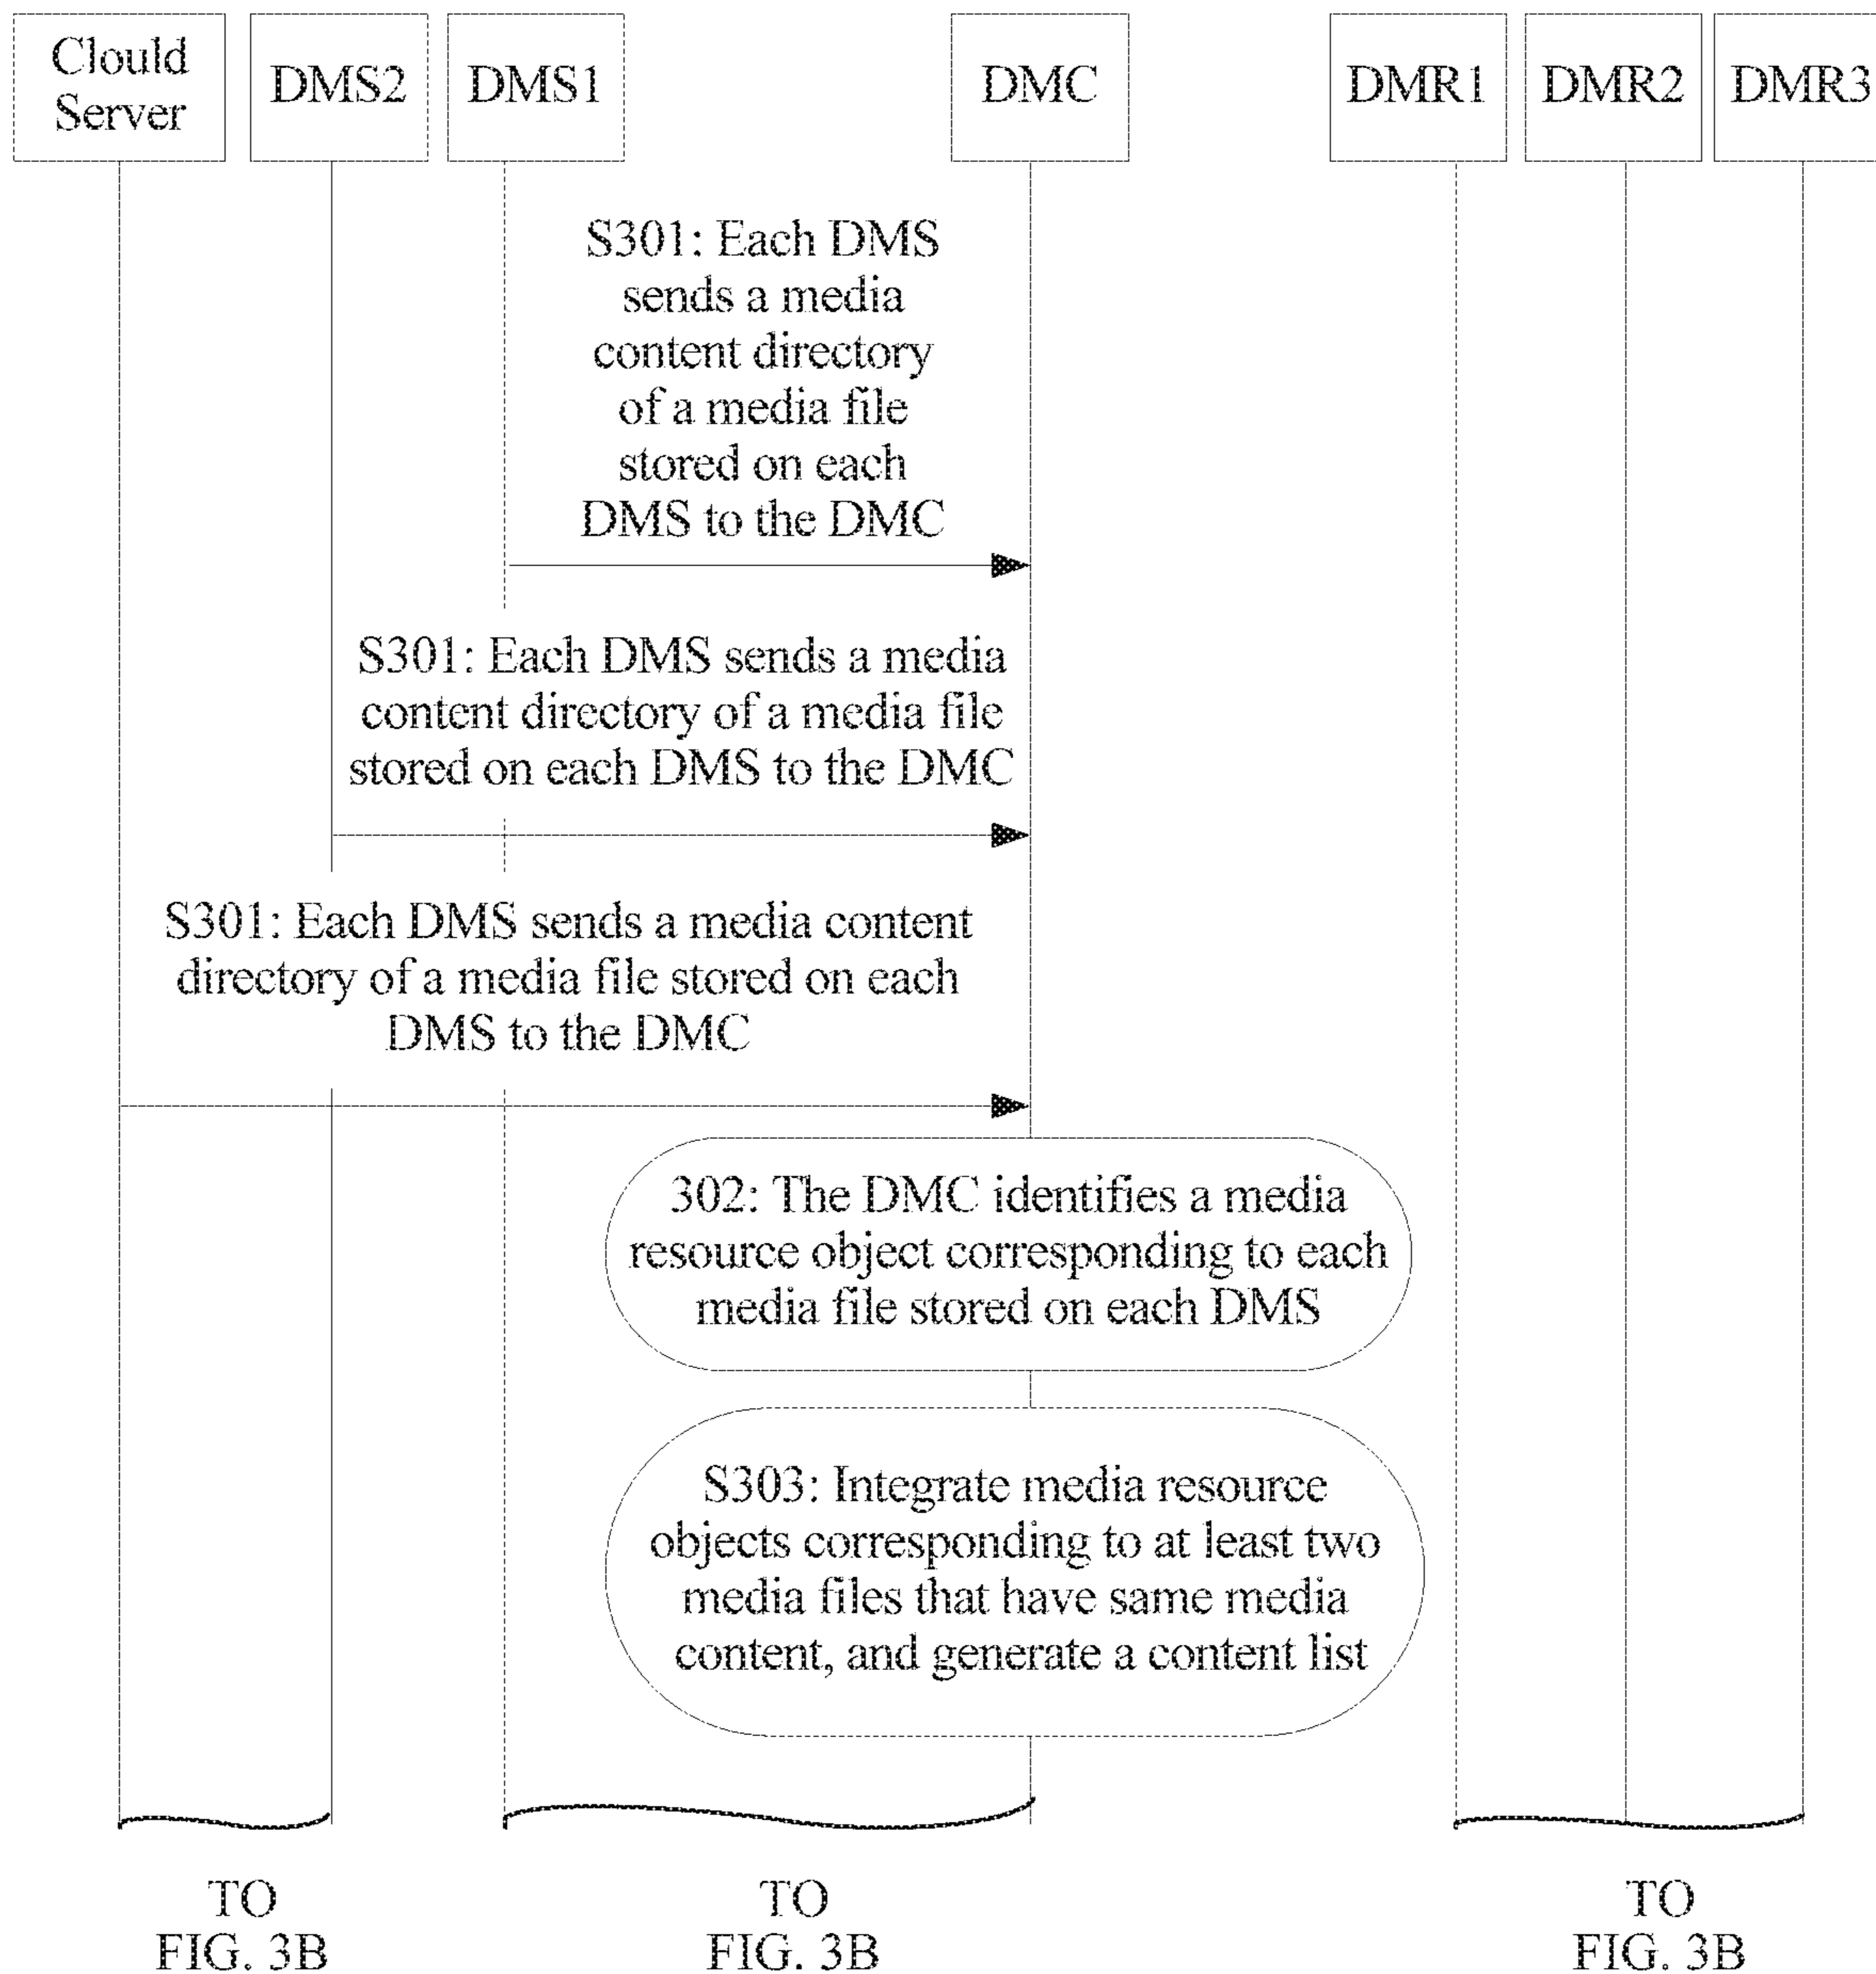 Clould
Server
DMS2
DMS1
DMC
DMR1
DMR2
DMR3
S301: Each DMS
sends a media
content directory
of a media file
stored on each
DMS to the DMC
S301: Each DMS sends a media
content directory of a media file
stored on each DMS to the DMC
S301: Each DMS sends a media content
directory of a media file stored on each
DMS to the DMC
302: The DMC identifies a media
resource object corresponding to each
media file stored on each DMS
S303: Integrate media resource
objects corresponding to at least two
media files that have same media
content, and generate a content list
TO
FIG. 3B
TO
FIG. 3B
TO
FIG. 3B